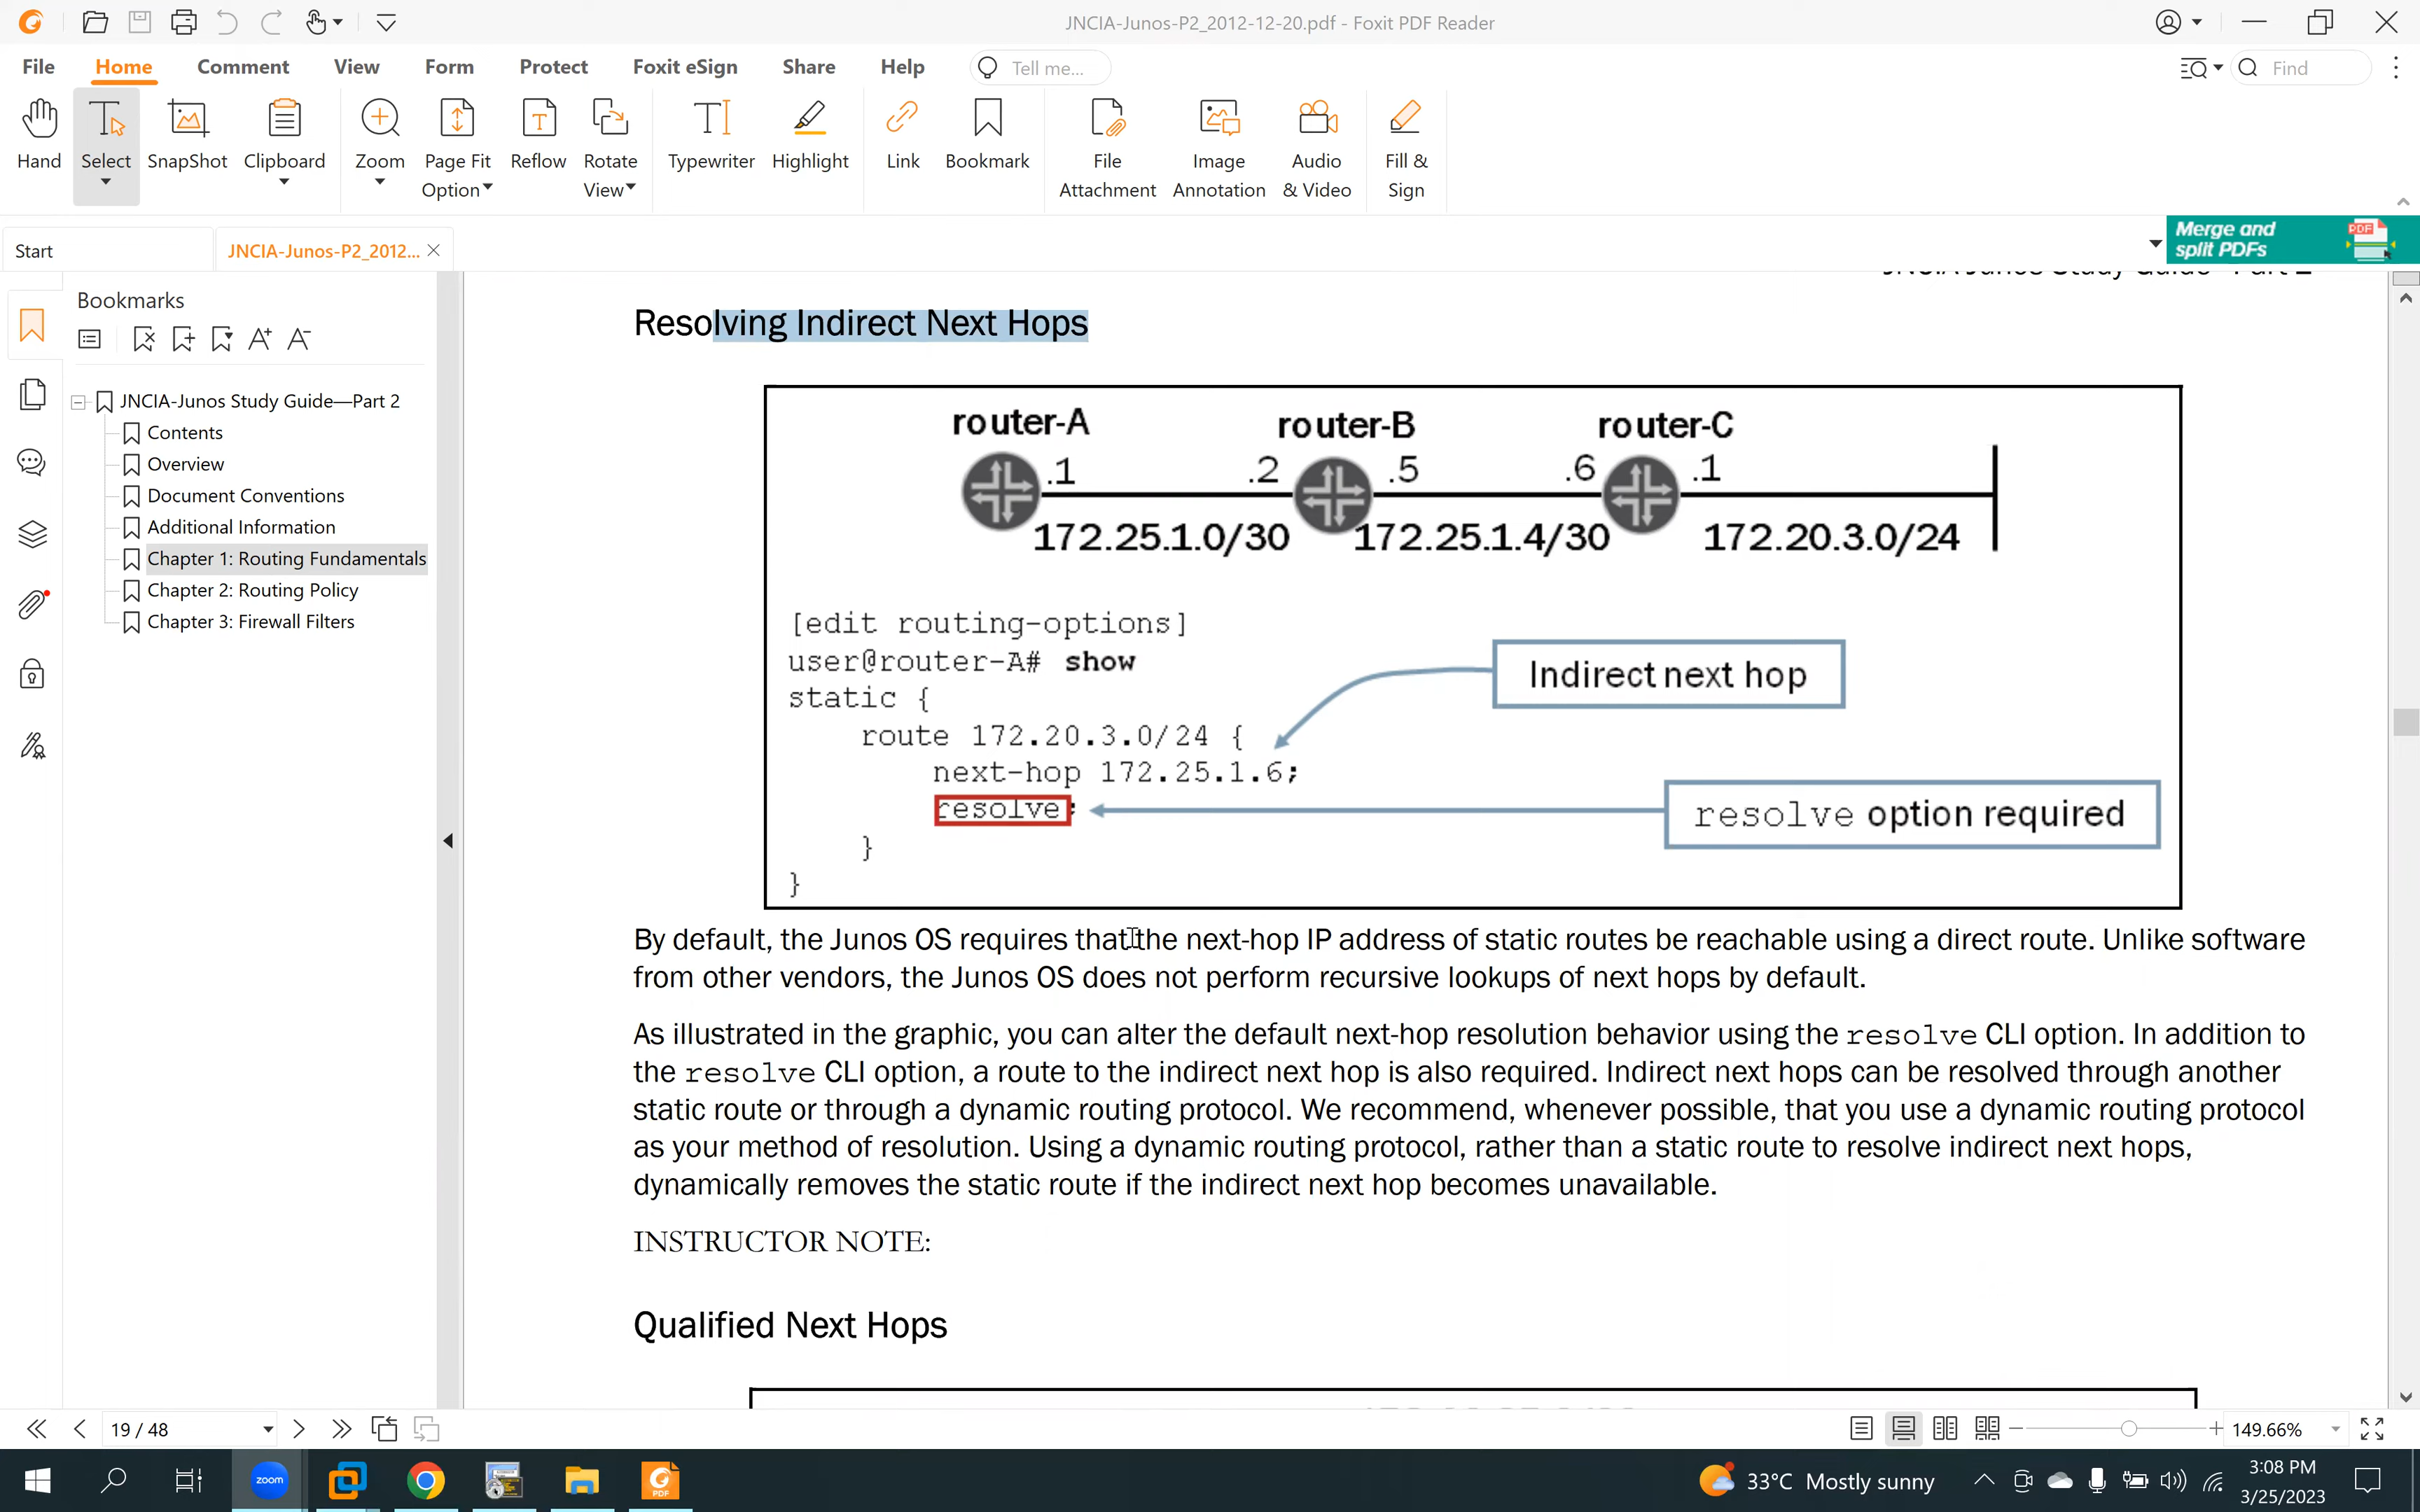 JNCIA-Junos-P2_2012-12-20.pdf - Foxit PDF Reader
File Home Comment View Form Protect Foxit eSign Share Help Tell me... Find
Hand Select SnapShot Clipboard Zoom Page Fit Option Reflow Rotate View Typewriter Highlight Link Bookmark File Attachment Image Annotation Audio & Video Fill & Sign
Start JNCIA-Junos-P2_2012...
Merge and
split PDFs
PDF
JNCIA-Junos Study Guide—Part 2
Bookmarks
JNCIA-Junos Study Guide—Part 2
Contents
Overview
Document Conventions
Additional Information
Chapter 1: Routing Fundamentals
Chapter 2: Routing Policy
Chapter 3: Firewall Filters
Resolving Indirect Next Hops
router-A router-B router-C
.1 .2 .5 .6 .1
172.25.1.0/30 172.25.1.4/30 172.20.3.0/24
[edit routing-options]
user@router-A# show
static {
route 172.20.3.0/24 {
next-hop 172.25.1.6;
resolve;
}
}
Indirect next hop
resolve option required
By default, the Junos OS requires that the next-hop IP address of static routes be reachable using a direct route. Unlike software
from other vendors, the Junos OS does not perform recursive lookups of next hops by default.
As illustrated in the graphic, you can alter the default next-hop resolution behavior using the resolve CLI option. In addition to
the resolve CLI option, a route to the indirect next hop is also required. Indirect next hops can be resolved through another
static route or through a dynamic routing protocol. We recommend, whenever possible, that you use a dynamic routing protocol
as your method of resolution. Using a dynamic routing protocol, rather than a static route to resolve indirect next hops,
dynamically removes the static route if the indirect next hop becomes unavailable.
INSTRUCTOR NOTE:
Qualified Next Hops
19 / 48
149.66%
zoom
PDF
33°C Mostly sunny
3:08 PM
3/25/2023